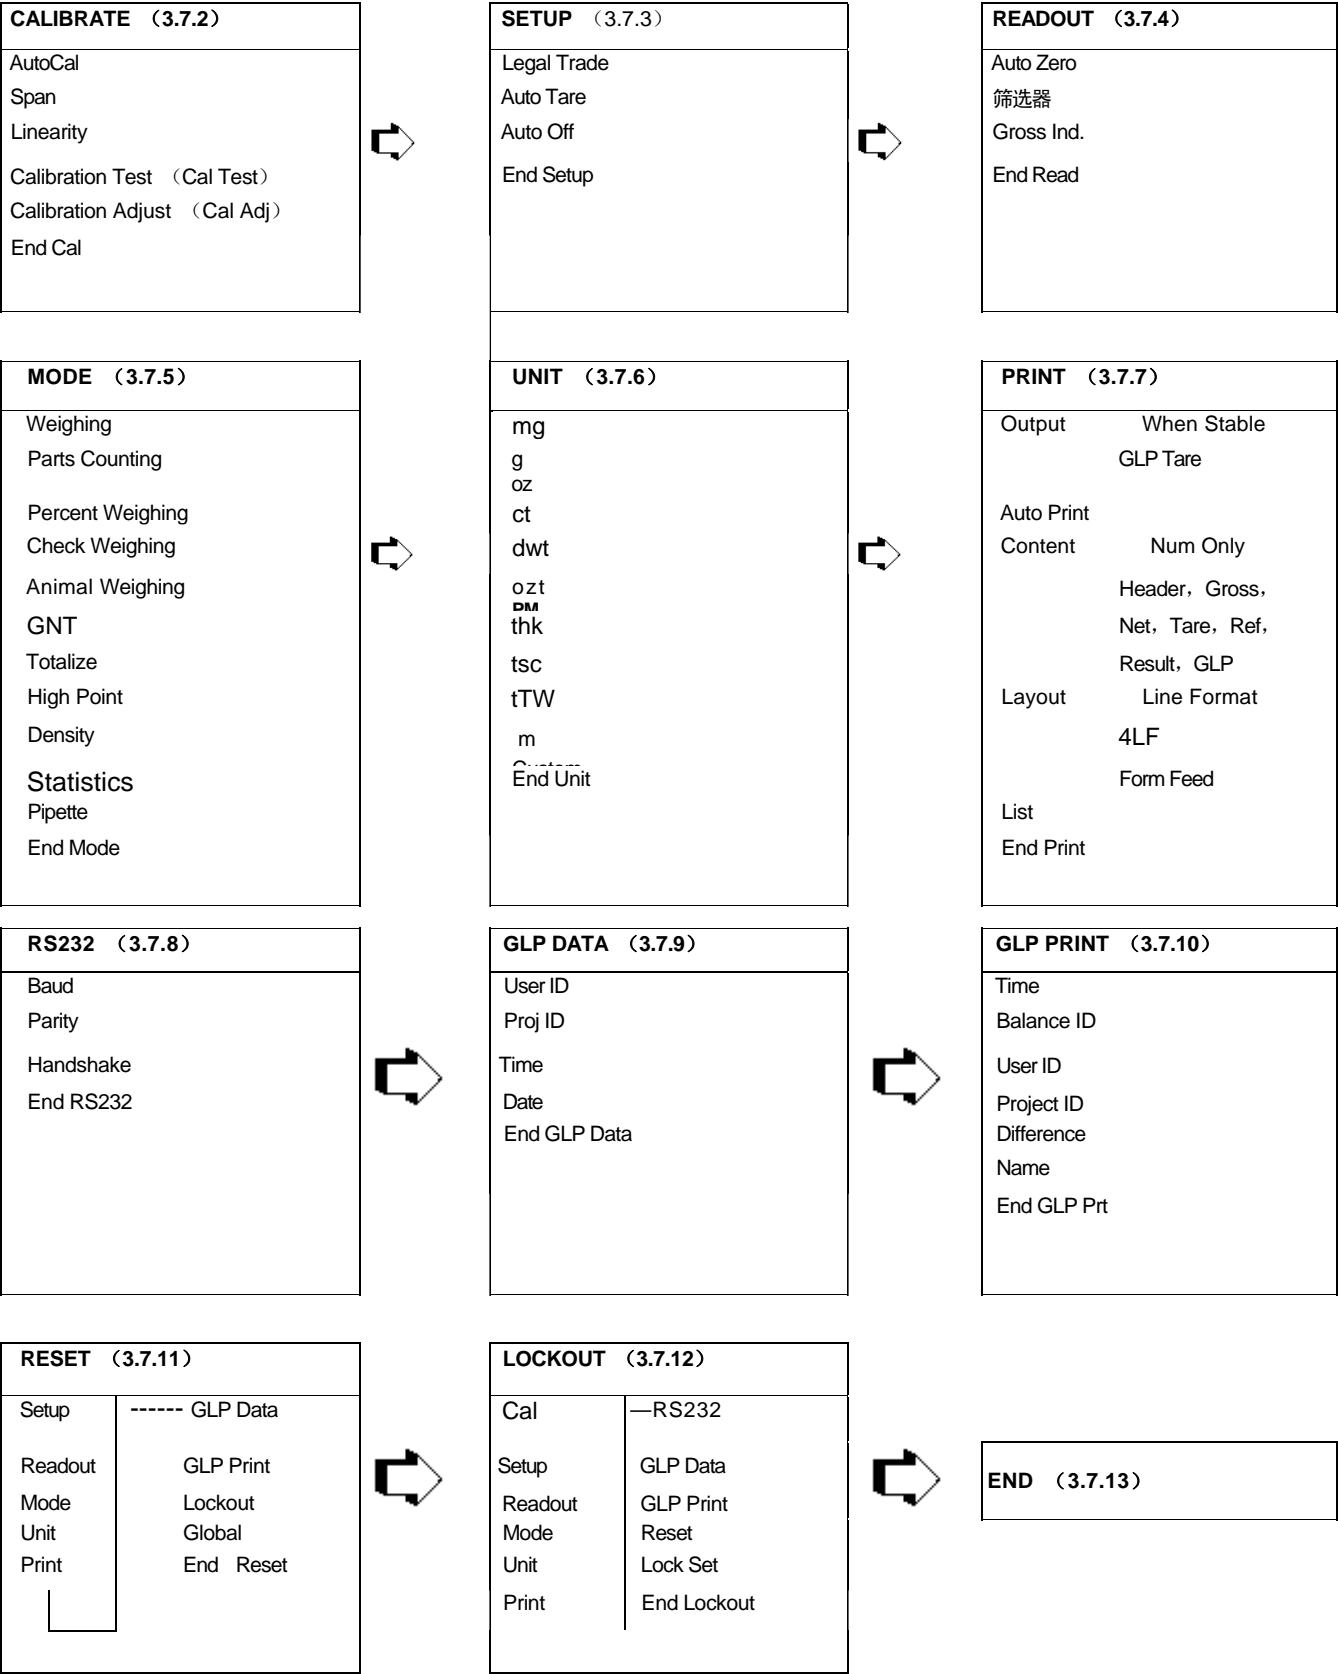 CALIBRATE （3.7.2）
AutoCal
Span
Linearity
Calibration Test （Cal Test）
Calibration Adjust （Cal Adj）
End Cal
SETUP （3.7.3）
Legal Trade
Auto Tare
Auto Off
End Setup
READOUT （3.7.4）
Auto Zero
筛选器
Gross Ind.
End Read
MODE （3.7.5）
Weighing
Parts Counting
Percent Weighing
Check Weighing
Animal Weighing
GNT
Totalize
High Point
Density
Statistics
Pipette
End Mode
UNIT （3.7.6）
mg
g
oz
ct
dwt
ozt
thk
tsc
tTW
m
End Unit
PRINT （3.7.7）
Output When Stable
GLP Tare
Auto Print
Content Num Only
Header，Gross，
Net，Tare，Ref，
Result，GLP
Layout Line Format
4LF
Form Feed
List
End Print
RS232 （3.7.8）
Baud
Parity
Handshake
End RS232
GLP DATA （3.7.9）
User ID
Proj ID
Time
Date
End GLP Data
GLP PRINT （3.7.10）
Time
Balance ID
User ID
Project ID
Difference
Name
End GLP Prt
RESET （3.7.11）
Setup ------ GLP Data
Readout GLP Print
Mode Lockout
Unit Global
Print End Reset
LOCKOUT （3.7.12）
Cal —RS232
Setup GLP Data
Readout GLP Print
Mode Reset
Unit Lock Set
Print End Lockout
END （3.7.13）